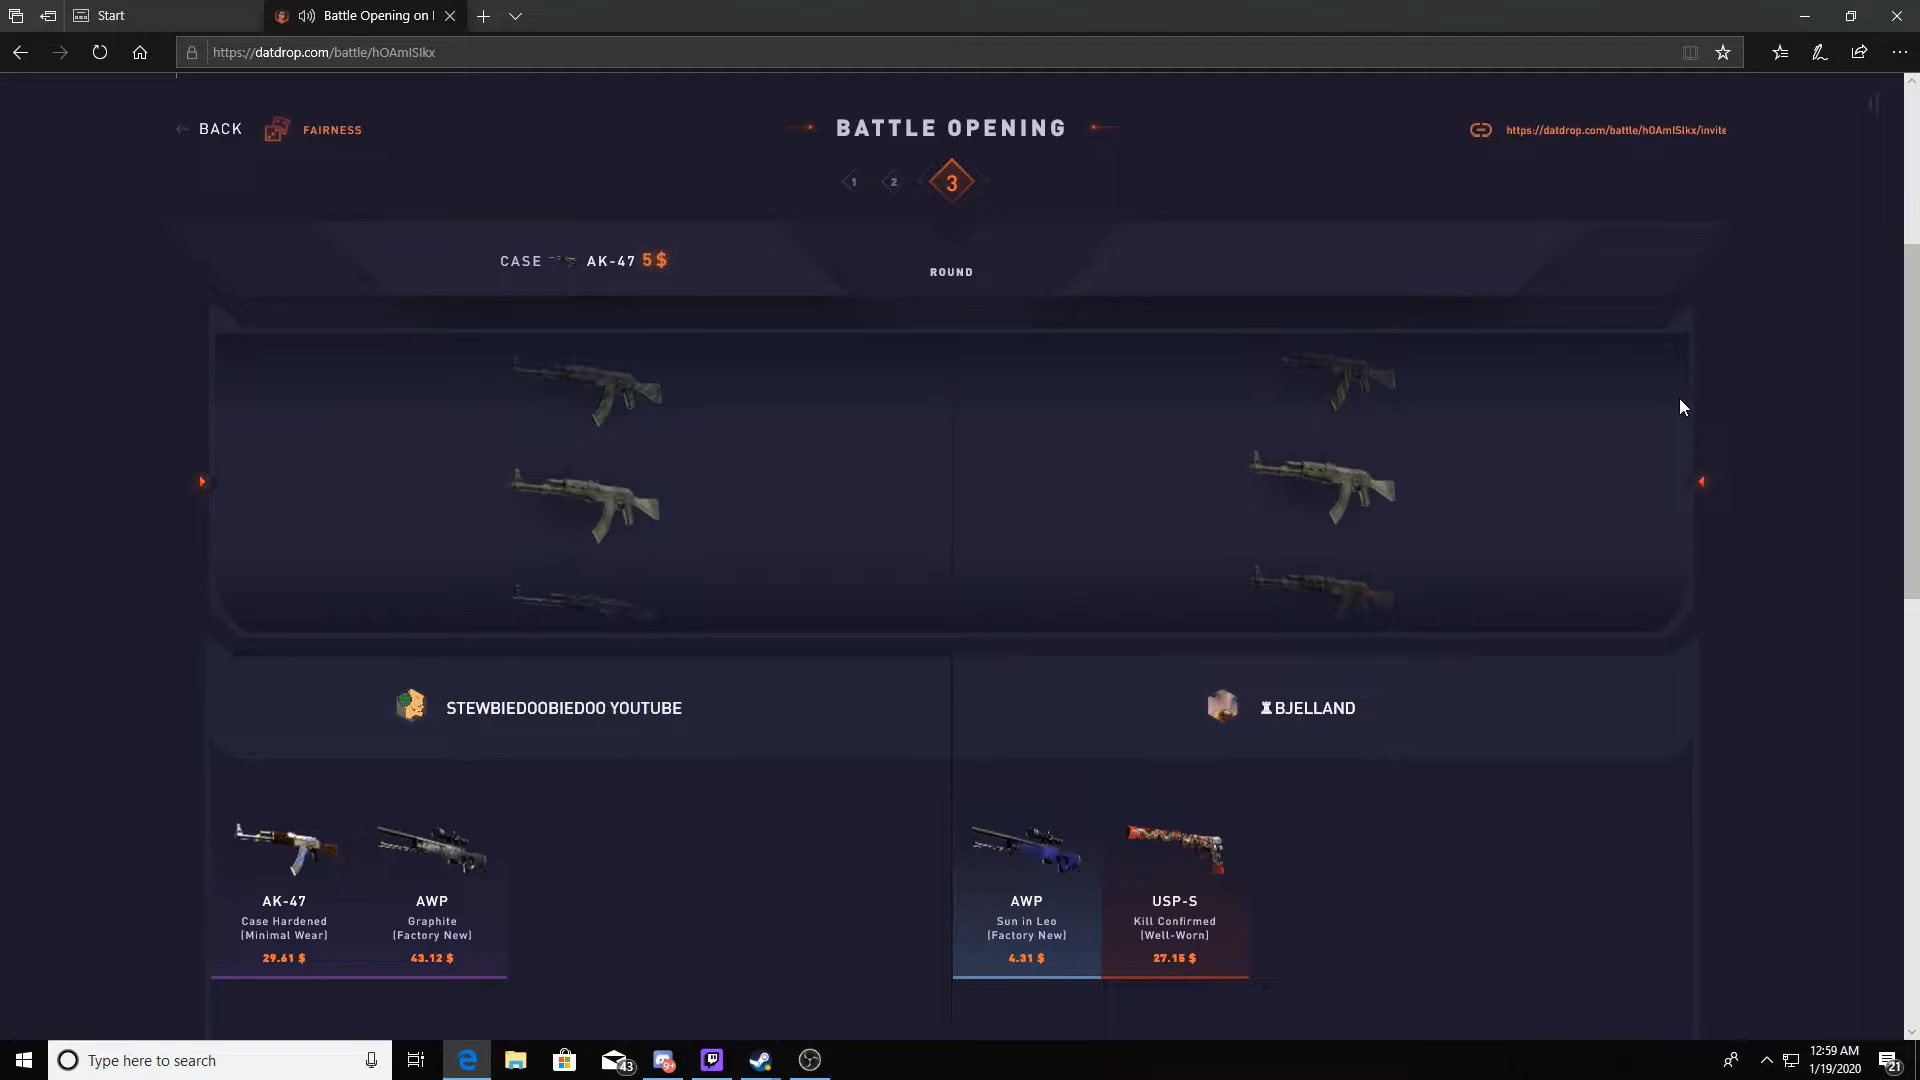 Start
Battle Opening on
https://datdrop.com/battle/hOAmISIkx
BACK
FAIRNESS
BATTLE OPENING
https://datdrop.com/battle/hOAmISIkx/invite
1
2
3
CASE AK-47 5$
ROUND
STEWBIEDOOBIEDOO YOUTUBE
♜BJELLAND
AK-47
Case Hardened
(Minimal Wear)
29.61 $
AWP
Graphite
(Factory New)
43.12 $
AWP
Sun in Leo
(Factory New)
4.31 $
USP-S
Kill Confirmed
(Well-Worn)
27.15 $
Type here to search
43
9+
12:59 AM
1/19/2020
21